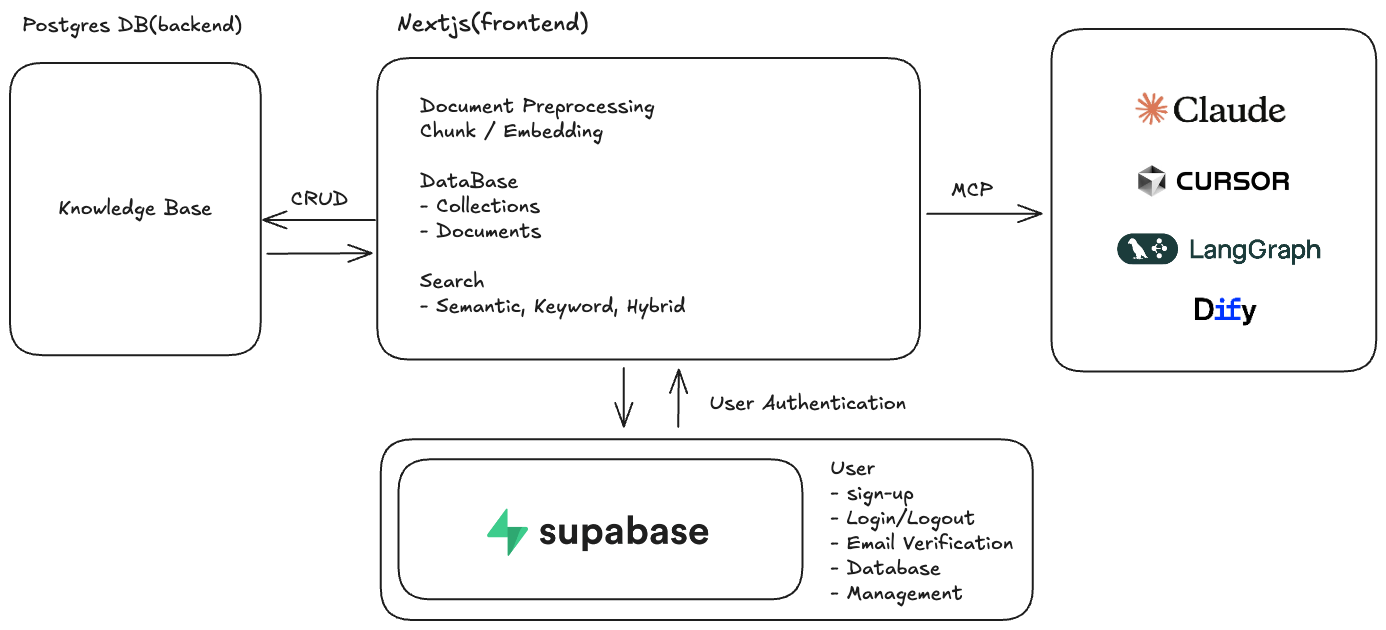 Postgres DB(backend)
Knowledge Base
CRUD
Nextjs(frontend)
Document Preprocessing
Chunk / Embedding
DataBase
- Collections
- Documents
Search
- Semantic, Keyword, Hybrid
MCP
Claude
CURSOR
LangGraph
Dify
User Authentication
supabase
User
- sign-up
- Login/Logout
- Email Verification
- Database
- Management